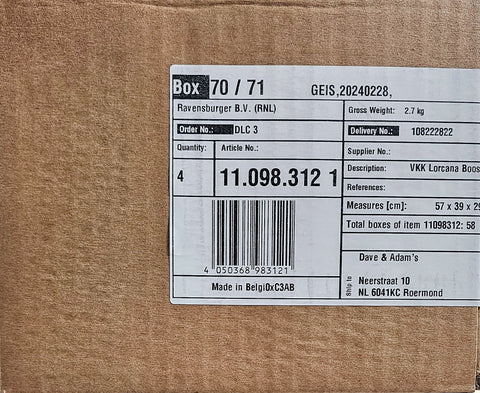 Box 70 / 71 GEIS,20240228,
Ravensburger B.V. (RNL)
Gross Weight: 2.7 kg
Order No.: DLC 3
Delivery No.: 108222822
Quantity: Article No.:
Supplier No.:
4 11.098.312 1
Description: VKK Lorcana Boos
References:
Measures [cm]: 57 x 39 x 29
Total boxes of item 11098312: 58
4 050368 983121
Made in BelgiÐxC3AB
Ship to
Dave & Adam's
Neerstraat 10
NL 6041KC Roermond